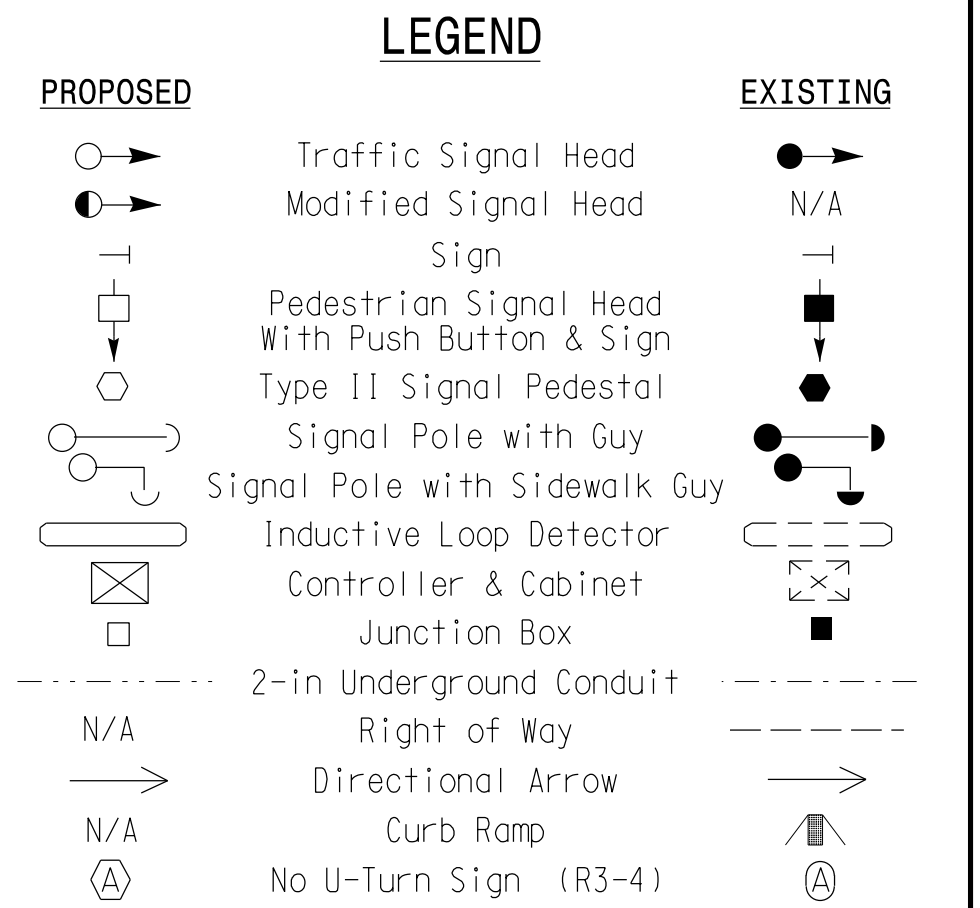 LEGEND
PROPOSED EXISTING
Traffic Signal Head
Modified Signal Head N/A
Sign
Pedestrian Signal Head
With Push Button & Sign
Type II Signal Pedestal
Signal Pole with Guy
Signal Pole with Sidewalk Guy
Inductive Loop Detector
Controller & Cabinet
Junction Box
2-in Underground Conduit
N/A Right of Way
Directional Arrow
N/A Curb Ramp
A No U-Turn Sign (R3-4) A